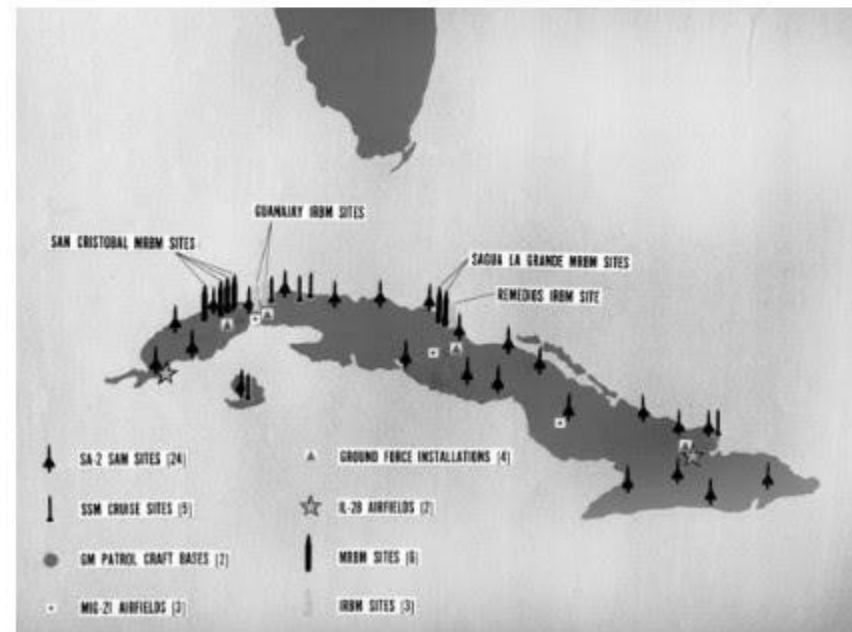 GUANAJAY IRBM SITES
SAN CRISTOBAL MRBM SITES
SAGUA LA GRANDE MRBM SITES
REMEDIOS IRBM SITE
SA-2 SAM SITES (24)
SSM CRUISE SITES (5)
GM PATROL CRAFT BASES (2)
MIG-21 AIRFIELDS (3)
GROUND FORCE INSTALLATIONS (4)
IL-28 AIRFIELDS (2)
MRBM SITES (6)
IRBM SITES (3)